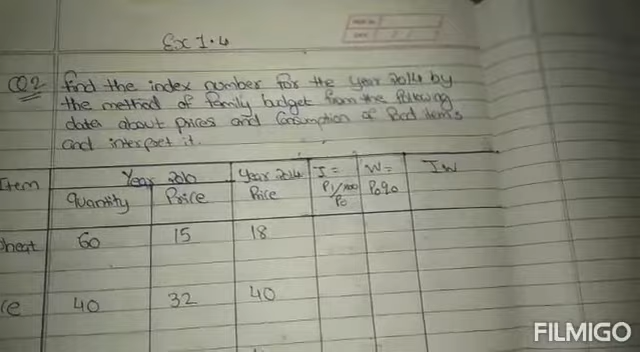 Ex 1.4
Q2 find the index number for the year 2014 by
the method of family budget from the following
data about prices and Consumption of food items
and interpret it.
Item Year 2010 Year 2014 I = W = IW
Quantity Price Price P1/100 P0q0
P0
heat 60 15 18
ce 40 32 40
FILMIGO